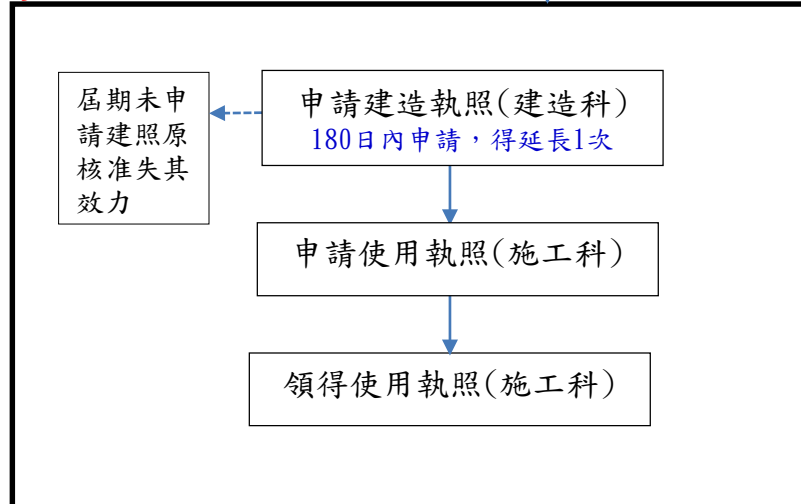 屆期未申
請建照原
核准失其
效力
申請建造執照(建造科)
180日內申請，得延長1次
申請使用執照(施工科)
領得使用執照(施工科)